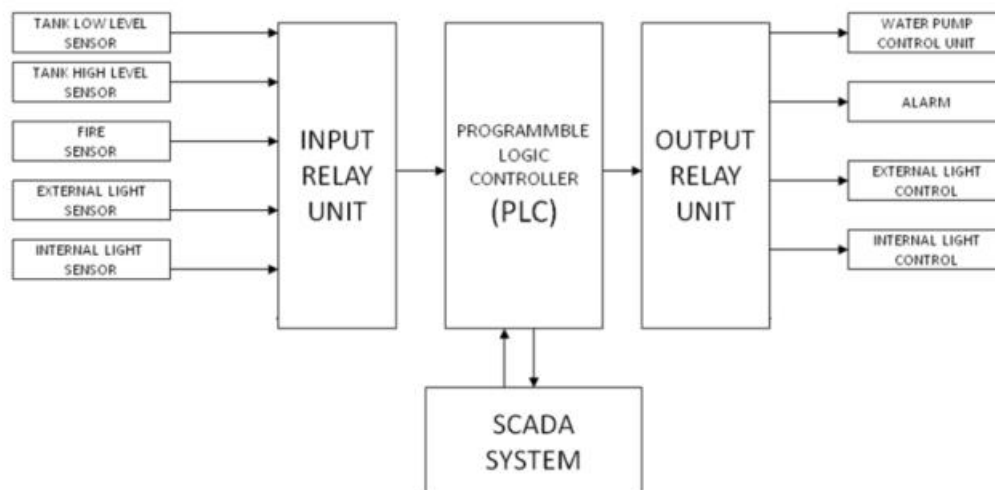 TANK LOW LEVEL
SENSOR
TANK HIGH LEVEL
SENSOR
FIRE
SENSOR
EXTERNAL LIGHT
SENSOR
INTERNAL LIGHT
SENSOR
INPUT
RELAY
UNIT
PROGRAMMBLE
LOGIC
CONTROLLER
(PLC)
OUTPUT
RELAY
UNIT
WATER PUMP
CONTROL UNIT
ALARM
EXTERNAL LIGHT
CONTROL
INTERNAL LIGHT
CONTROL
SCADA
SYSTEM